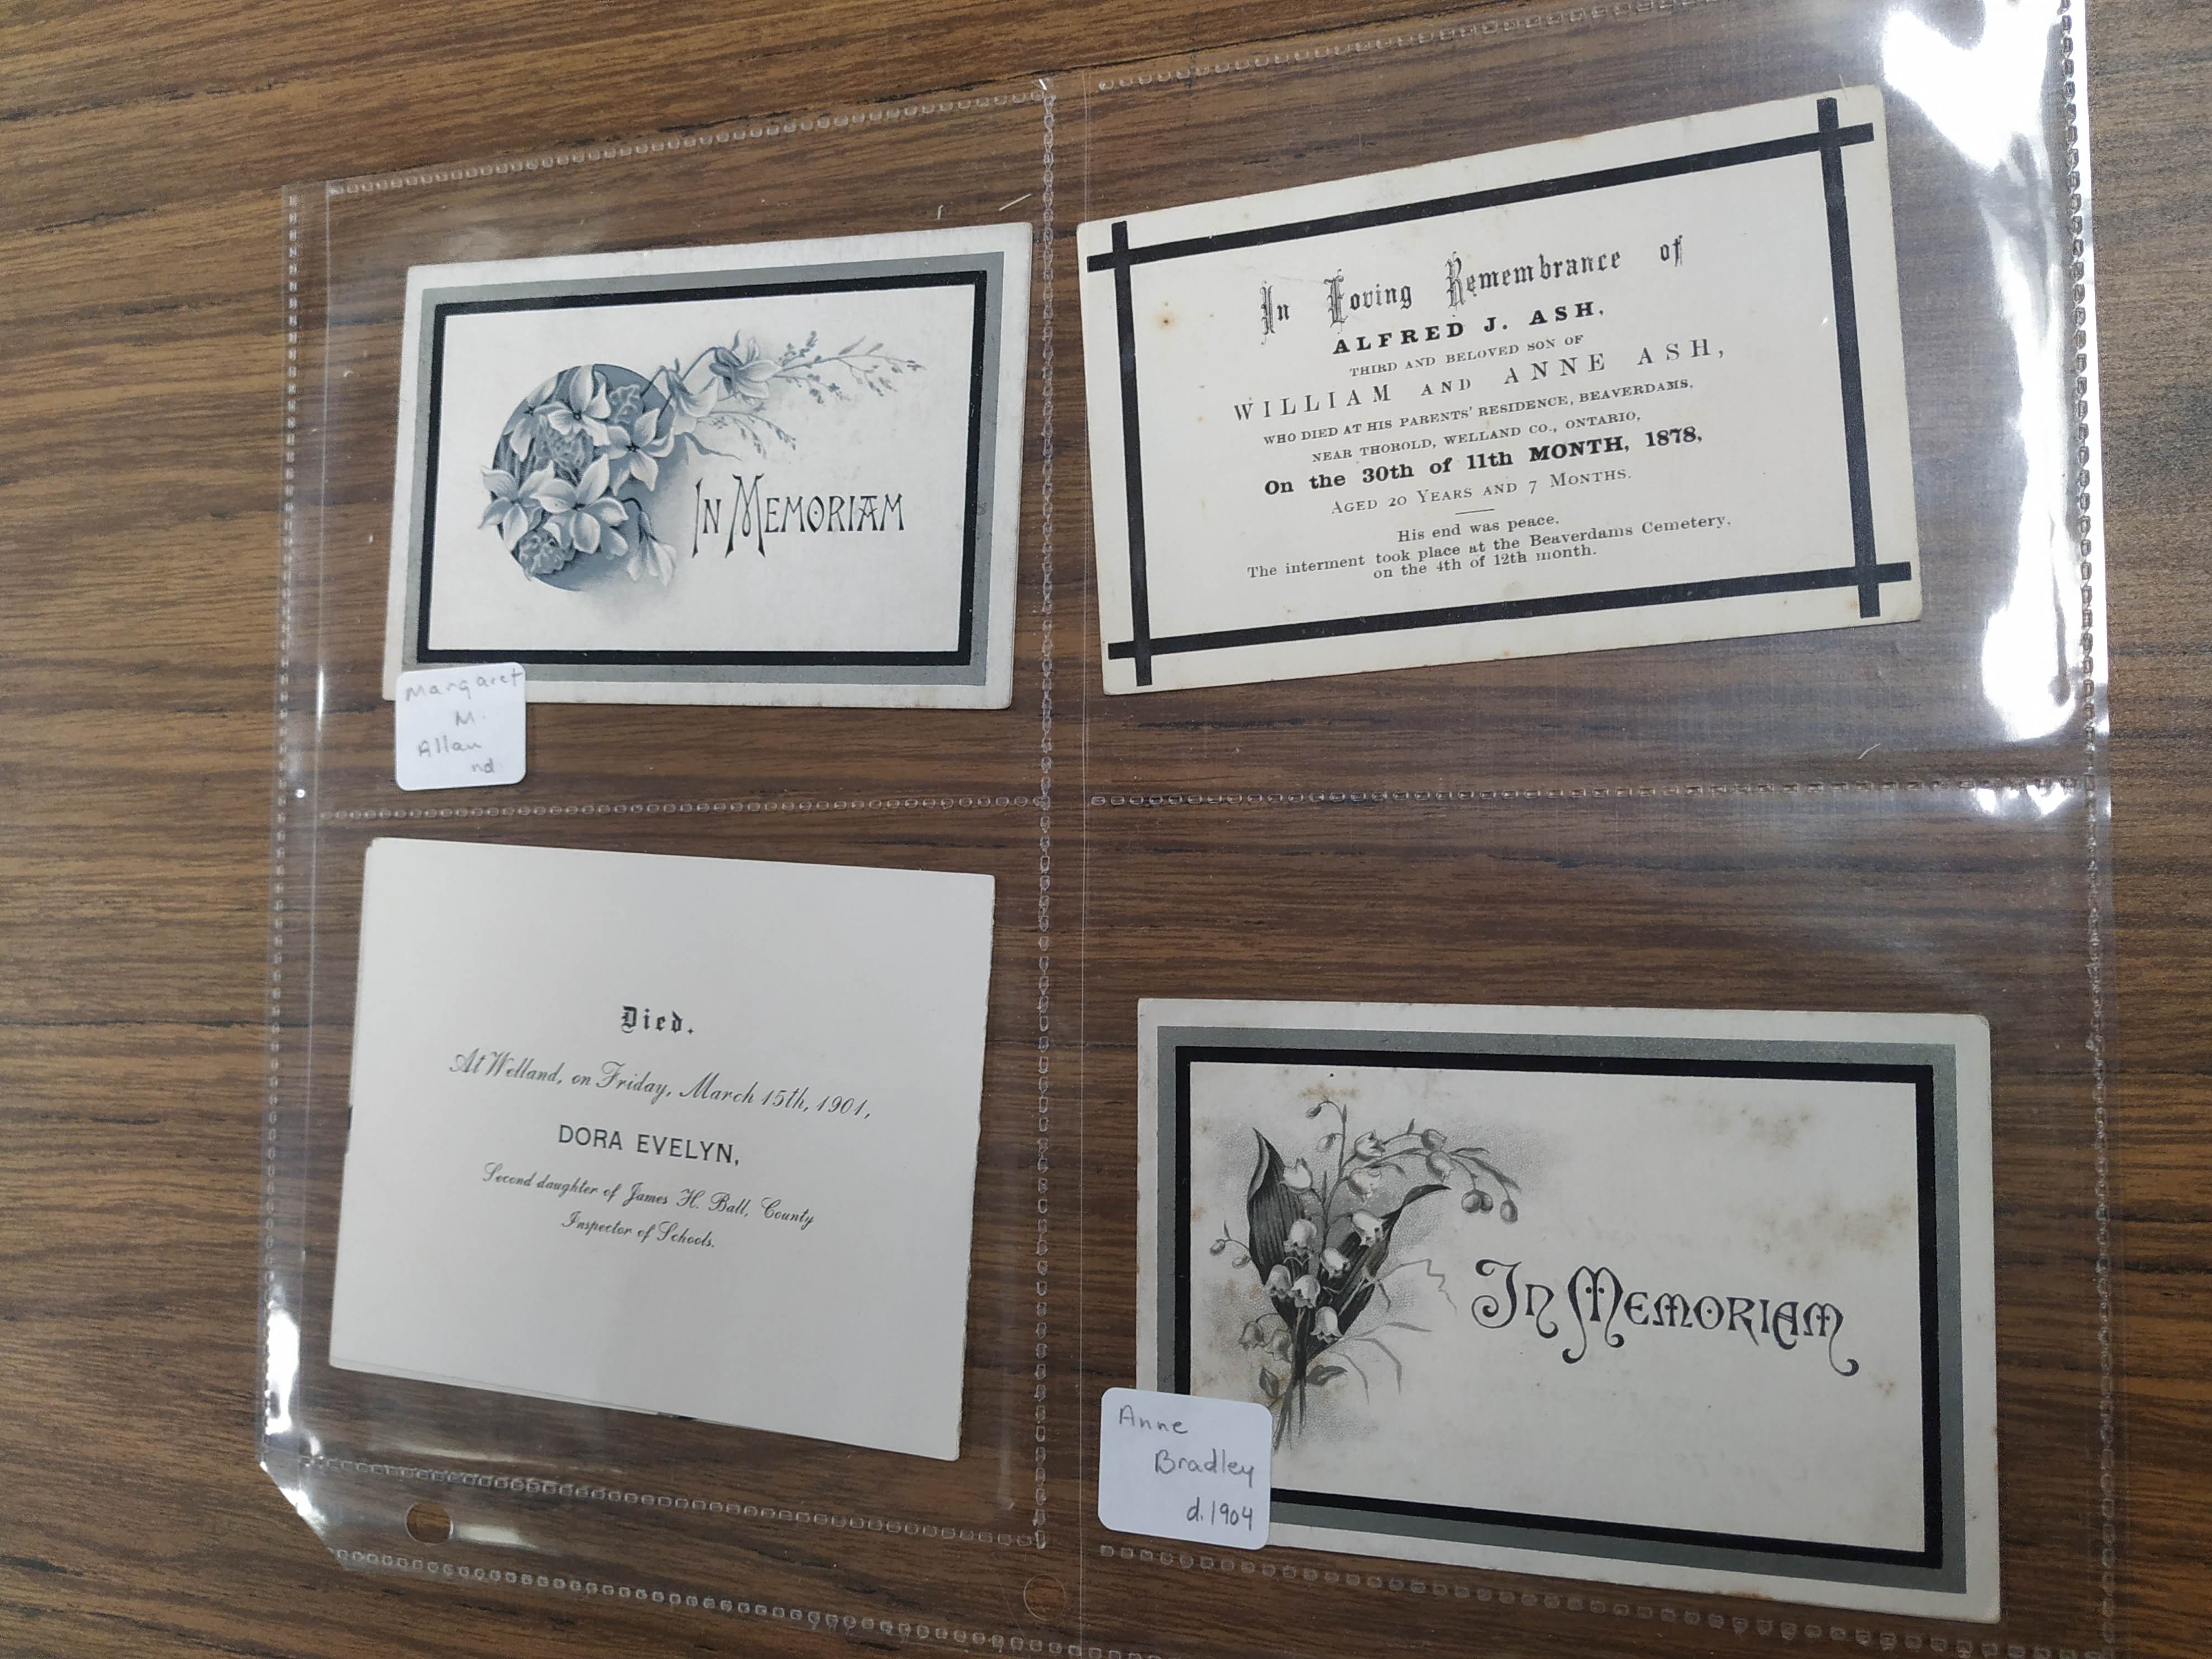 In Loving Remembrance of
ALFRED J. ASH,
THIRD AND BELOVED SON OF
WILLIAM AND ANNE ASH,
WHO DIED AT HIS PARENTS' RESIDENCE, BEAVERDAMS,
NEAR THOROLD, WELLAND CO., ONTARIO,
On the 30th of 11th MONTH, 1878,
AGED 20 YEARS AND 7 MONTHS.
His end was peace.
The interment took place at the Beaverdams Cemetery,
on the 4th of 12th month.
IN MEMORIAM
Margaret
M.
Allan
nd
Died.
At Welland, on Friday, March 15th, 1901,
DORA EVELYN,
Second daughter of James H. Ball, County
Inspector of Schools.
IN MEMORIAM
Anne
Bradley
d.1904